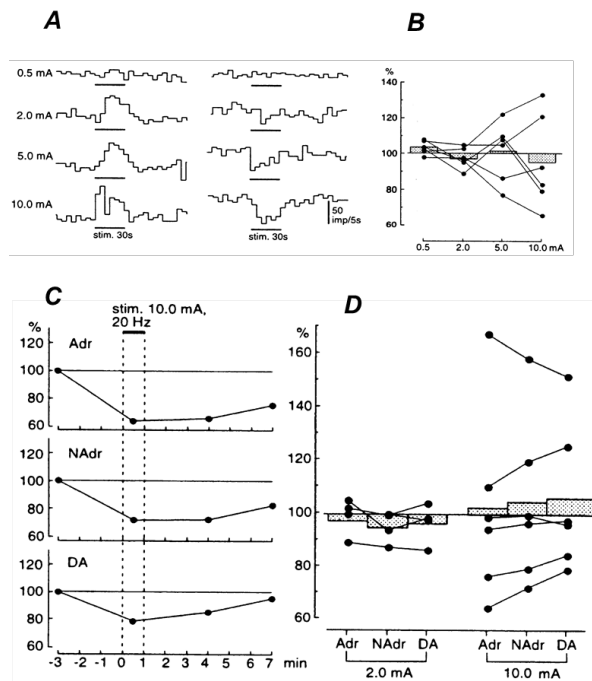 A
B
0.5 mA
2.0 mA
5.0 mA
10.0 mA
stim. 30s
stim. 30s
50
imp/5s
%
140
120
100
80
60
0.5 2.0 5.0 10.0 mA
C
stim. 10.0 mA,
20 Hz
%
120
100
80
60
Adr
120
100
80
60
NAdr
120
100
80
60
DA
-3 -2 -1 0 1 2 3 4 5 6 7 min
D
%
160
140
120
100
80
60
Adr NAdr DA Adr NAdr DA
2.0 mA 10.0 mA